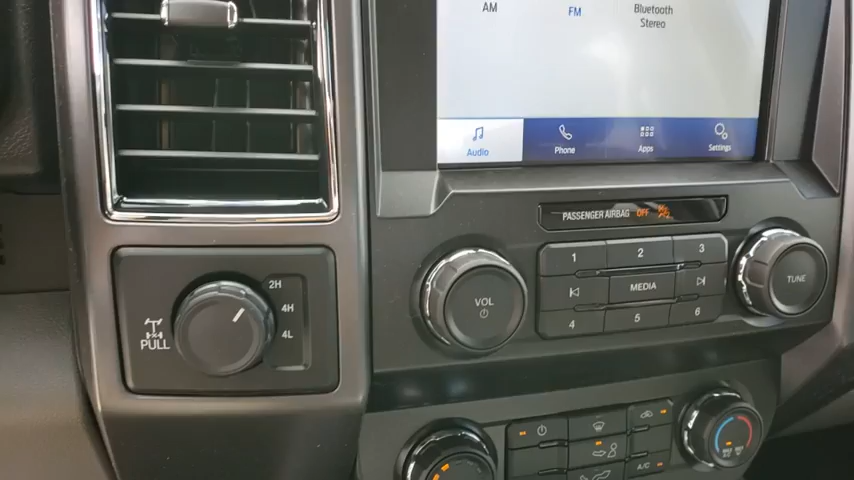 AM
FM
Bluetooth
Stereo
Audio
Phone
Apps
Settings
PASSENGER AIRBAG OFF
1
2
3
MEDIA
4
5
6
VOL
TUNE
2H
4H
4L
PULL
A/C